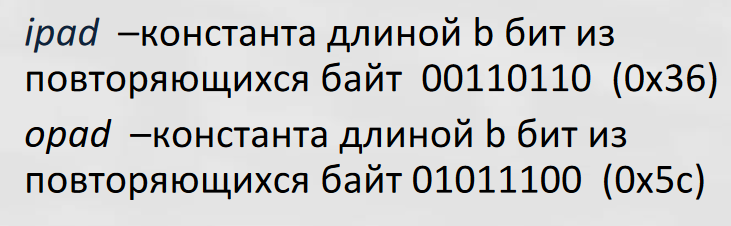 ipad –константа длиной b бит из
повторяющихся байт 00110110 (0x36)
opad –константа длиной b бит из
повторяющихся байт 01011100 (0x5c)